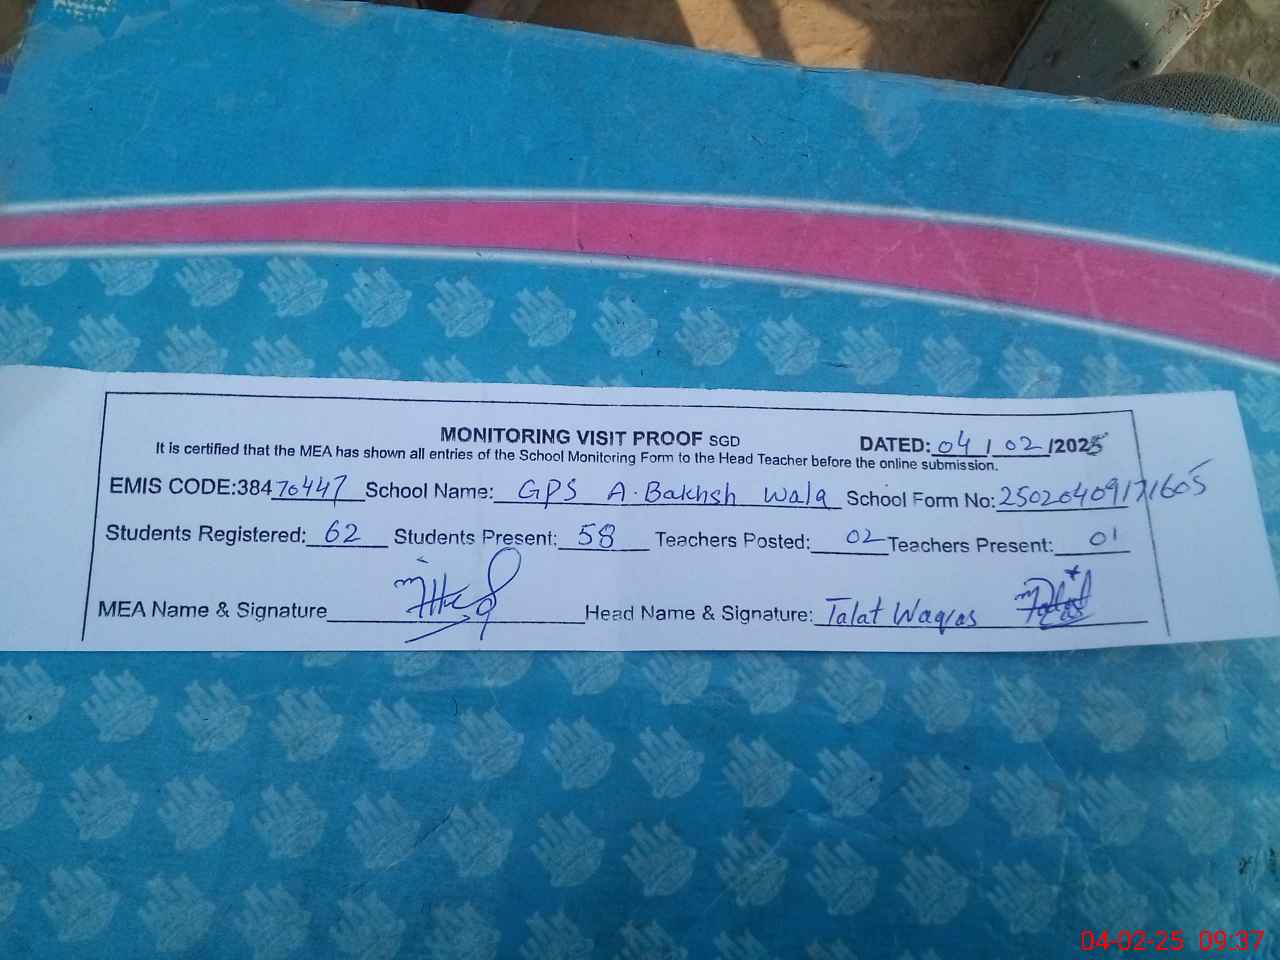 MONITORING VISIT PROOF SGD DATED: 04/02/2025
It is certified that the MEA has shown all entries of the School Monitoring Form to the Head Teacher before the online submission.
EMIS CODE:38470447 School Name: GPS A. Bakhsh Wala School Form No: 25020409171605
Students Registered: 62 Students Present: 58 Teachers Posted: 02 Teachers Present: 01
MEA Name & Signature Head Name & Signature: Talat Waqas
04-02-25 09:37